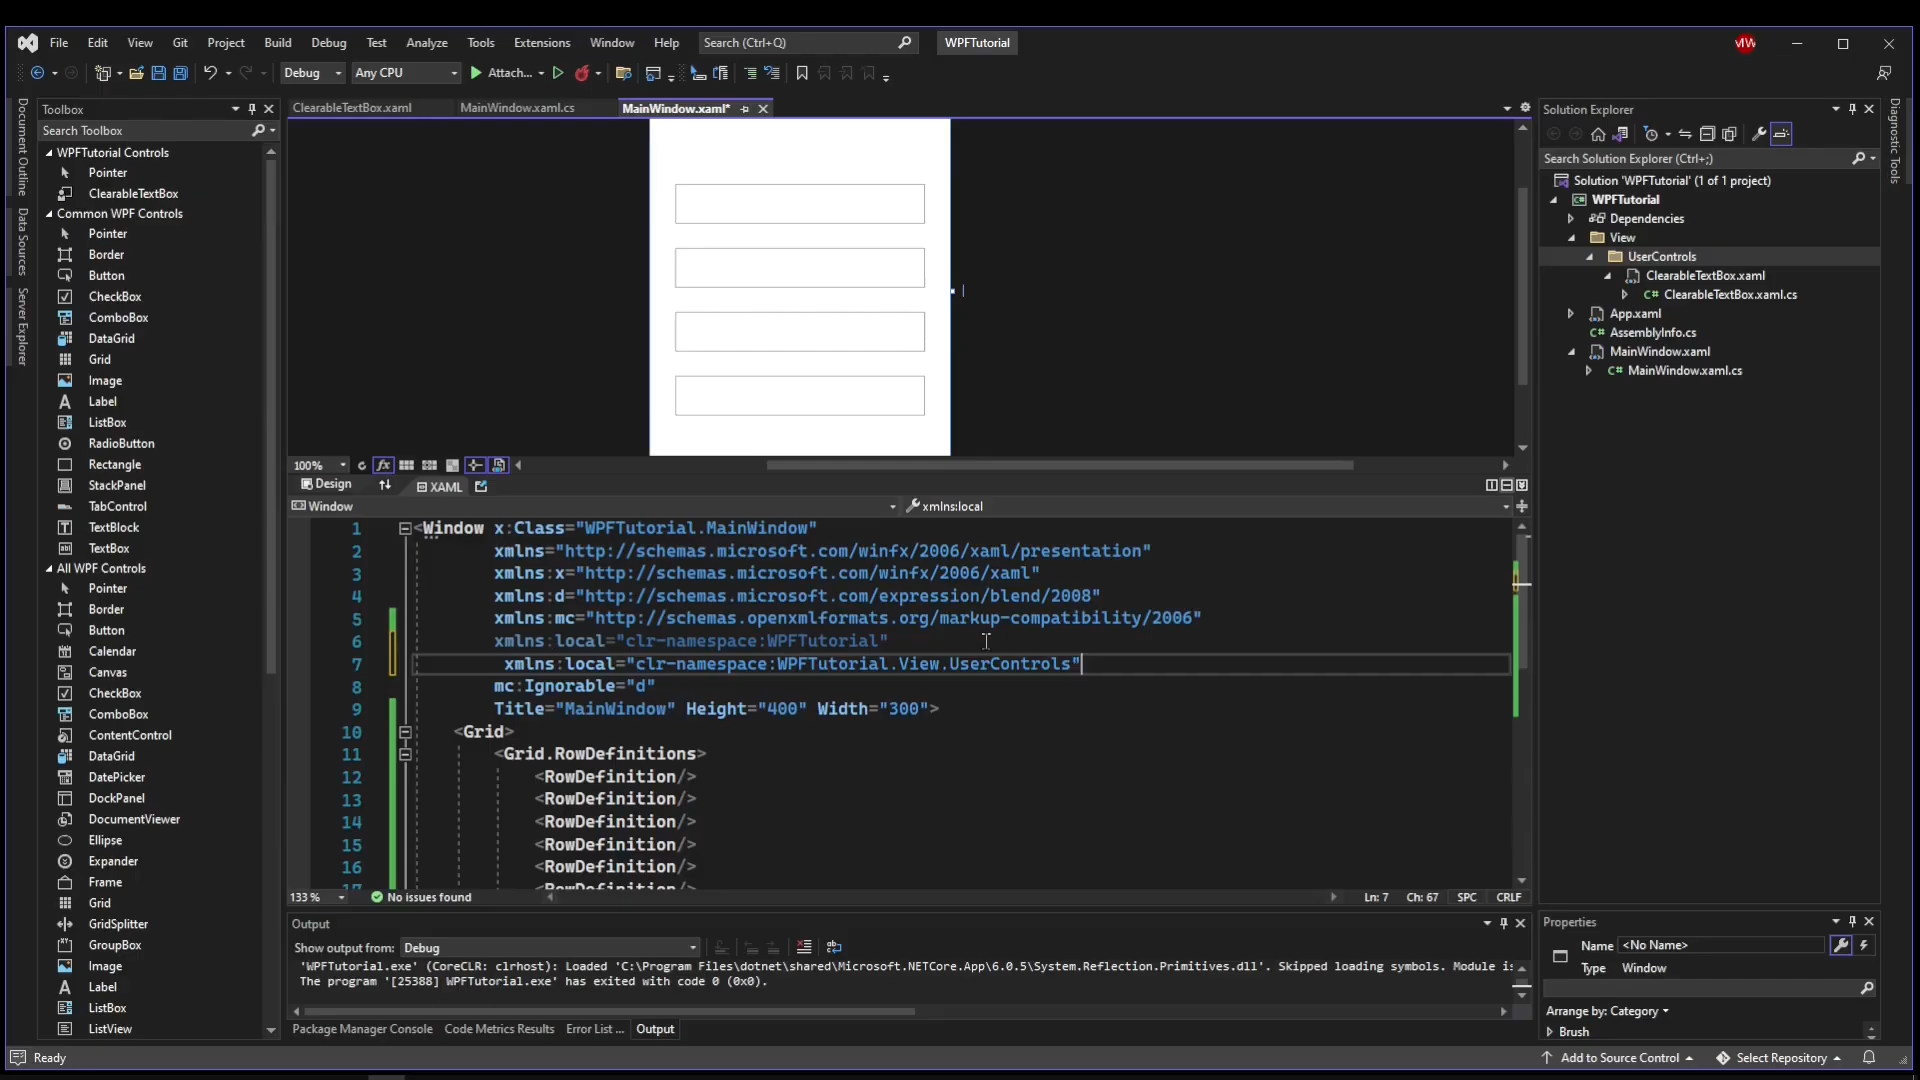 File Edit View Git Project Build Debug Test Analyze Tools Extensions Window Help Search (Ctrl+Q) WPFTutorial
Debug Any CPU Attach...
Document Outline
Data Sources
Server Explorer
Toolbox
Search Toolbox
WPFTutorial Controls
Pointer
ClearableTextBox
Common WPF Controls
Pointer
Border
Button
CheckBox
ComboBox
DataGrid
Grid
Image
Label
ListBox
RadioButton
Rectangle
StackPanel
TabControl
TextBlock
TextBox
All WPF Controls
Pointer
Border
Button
Calendar
Canvas
CheckBox
ComboBox
ContentControl
DataGrid
DatePicker
DockPanel
DocumentViewer
Ellipse
Expander
Frame
Grid
GridSplitter
GroupBox
Image
Label
ListBox
ListView
ClearableTextBox.xaml MainWindow.xaml.cs MainWindow.xaml*
100%
Design XAML
Window xmlns:local
1 <Window x:Class="WPFTutorial.MainWindow"
2 xmlns="http://schemas.microsoft.com/winfx/2006/xaml/presentation"
3 xmlns:x="http://schemas.microsoft.com/winfx/2006/xaml"
4 xmlns:d="http://schemas.microsoft.com/expression/blend/2008"
5 xmlns:mc="http://schemas.openxmlformats.org/markup-compatibility/2006"
6 xmlns:local="clr-namespace:WPFTutorial"
7 xmlns:local="clr-namespace:WPFTutorial.View.UserControls"
8 mc:Ignorable="d"
9 Title="MainWindow" Height="400" Width="300">
10 <Grid>
11 <Grid.RowDefinitions>
12 <RowDefinition/>
13 <RowDefinition/>
14 <RowDefinition/>
15 <RowDefinition/>
16 <RowDefinition/>
133 % No issues found Ln: 7 Ch: 67 SPC CRLF
Output
Show output from: Debug
'WPFTutorial.exe' (CoreCLR: clrhost): Loaded 'C:\Program Files\dotnet\shared\Microsoft.NETCore.App\6.0.5\System.Reflection.Primitives.dll'. Skipped loading symbols. Module is
The program '[25388] WPFTutorial.exe' has exited with code 0 (0x0).
Package Manager Console Code Metrics Results Error List ... Output
Solution Explorer
Search Solution Explorer (Ctrl+;)
Solution 'WPFTutorial' (1 of 1 project)
WPFTutorial
Dependencies
View
UserControls
ClearableTextBox.xaml
ClearableTextBox.xaml.cs
App.xaml
AssemblyInfo.cs
MainWindow.xaml
MainWindow.xaml.cs
Diagnostic Tools
Properties
Name <No Name>
Type Window
Arrange by: Category
Brush
Ready Add to Source Control Select Repository